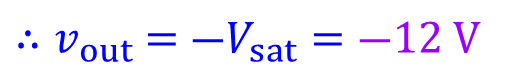 ∴ v_out = −V_sat = −12 V